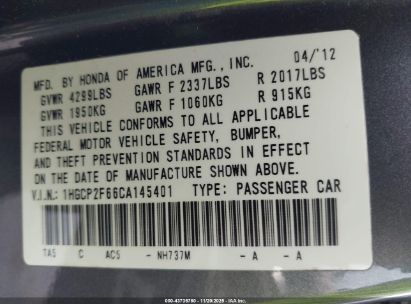 MFD. BY HONDA OF AMERICA MFG., INC. 04/'12
GVWR 4299LBS GAWR F 2337LBS R 2017LBS
GVWR 1950KG GAWR F 1060KG R 915KG
THIS VEHICLE CONFORMS TO ALL APPLICABLE
FEDERAL MOTOR VEHICLE SAFETY, BUMPER,
AND THEFT PREVENTION STANDARDS IN EFFECT
ON THE DATE OF MANUFACTURE SHOWN ABOVE.
V.I.N.: 1HGCP2F66CA145401 TYPE: PASSENGER CAR
TA5 C AC5 - NH737M - A - A